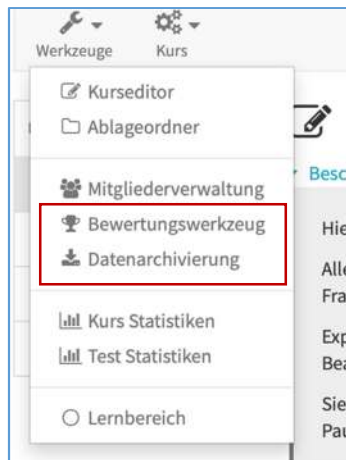 Werkzeuge Kurs
Kurseditor
Ablageordner
Besc
Mitgliederverwaltung
Bewertungswerkzeug
Hie
Datenarchivierung
Alle
Fra
Kurs Statistiken
Exp
Test Statistiken
Bea
Lernbereich
Sie
Pau